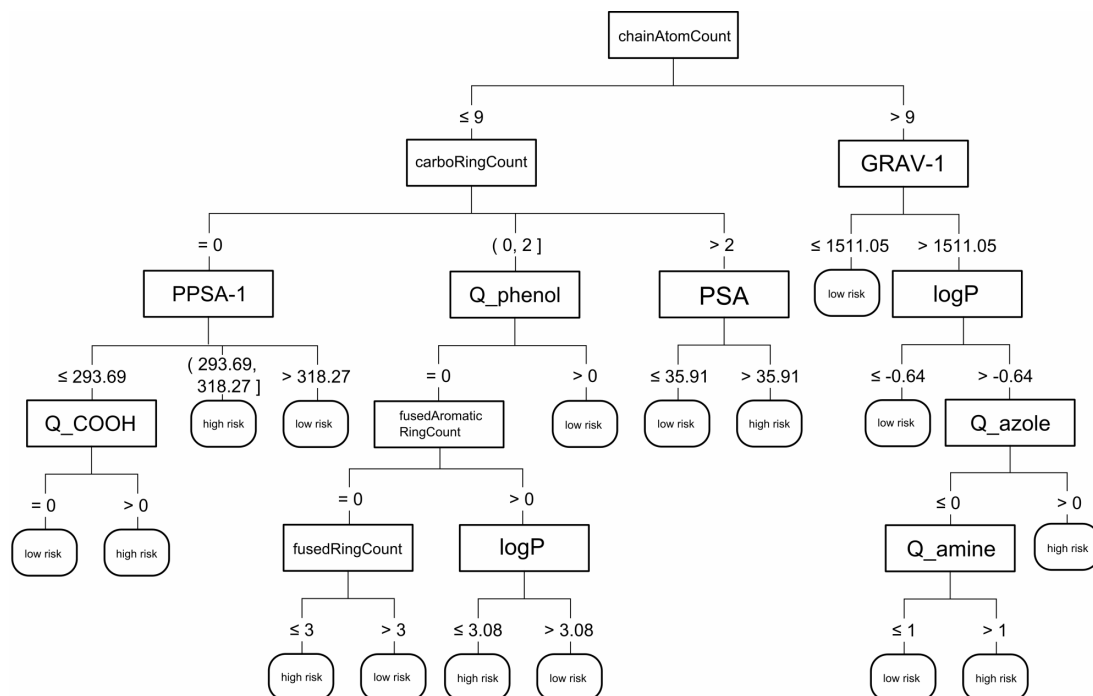 chainAtomCount
≤ 9
> 9
carboRingCount
GRAV-1
= 0
( 0, 2 ]
> 2
≤ 1511.05
> 1511.05
PPSA-1
Q_phenol
PSA
low risk
logP
≤ 293.69
( 293.69,
318.27 ]
> 318.27
= 0
> 0
≤ 35.91
> 35.91
≤ -0.64
> -0.64
Q_COOH
high risk
low risk
fusedAromatic
RingCount
low risk
low risk
high risk
low risk
Q_azole
= 0
> 0
= 0
> 0
≤ 0
> 0
low risk
high risk
fusedRingCount
logP
Q_amine
high risk
≤ 3
> 3
≤ 3.08
> 3.08
≤ 1
> 1
high risk
low risk
high risk
low risk
low risk
high risk